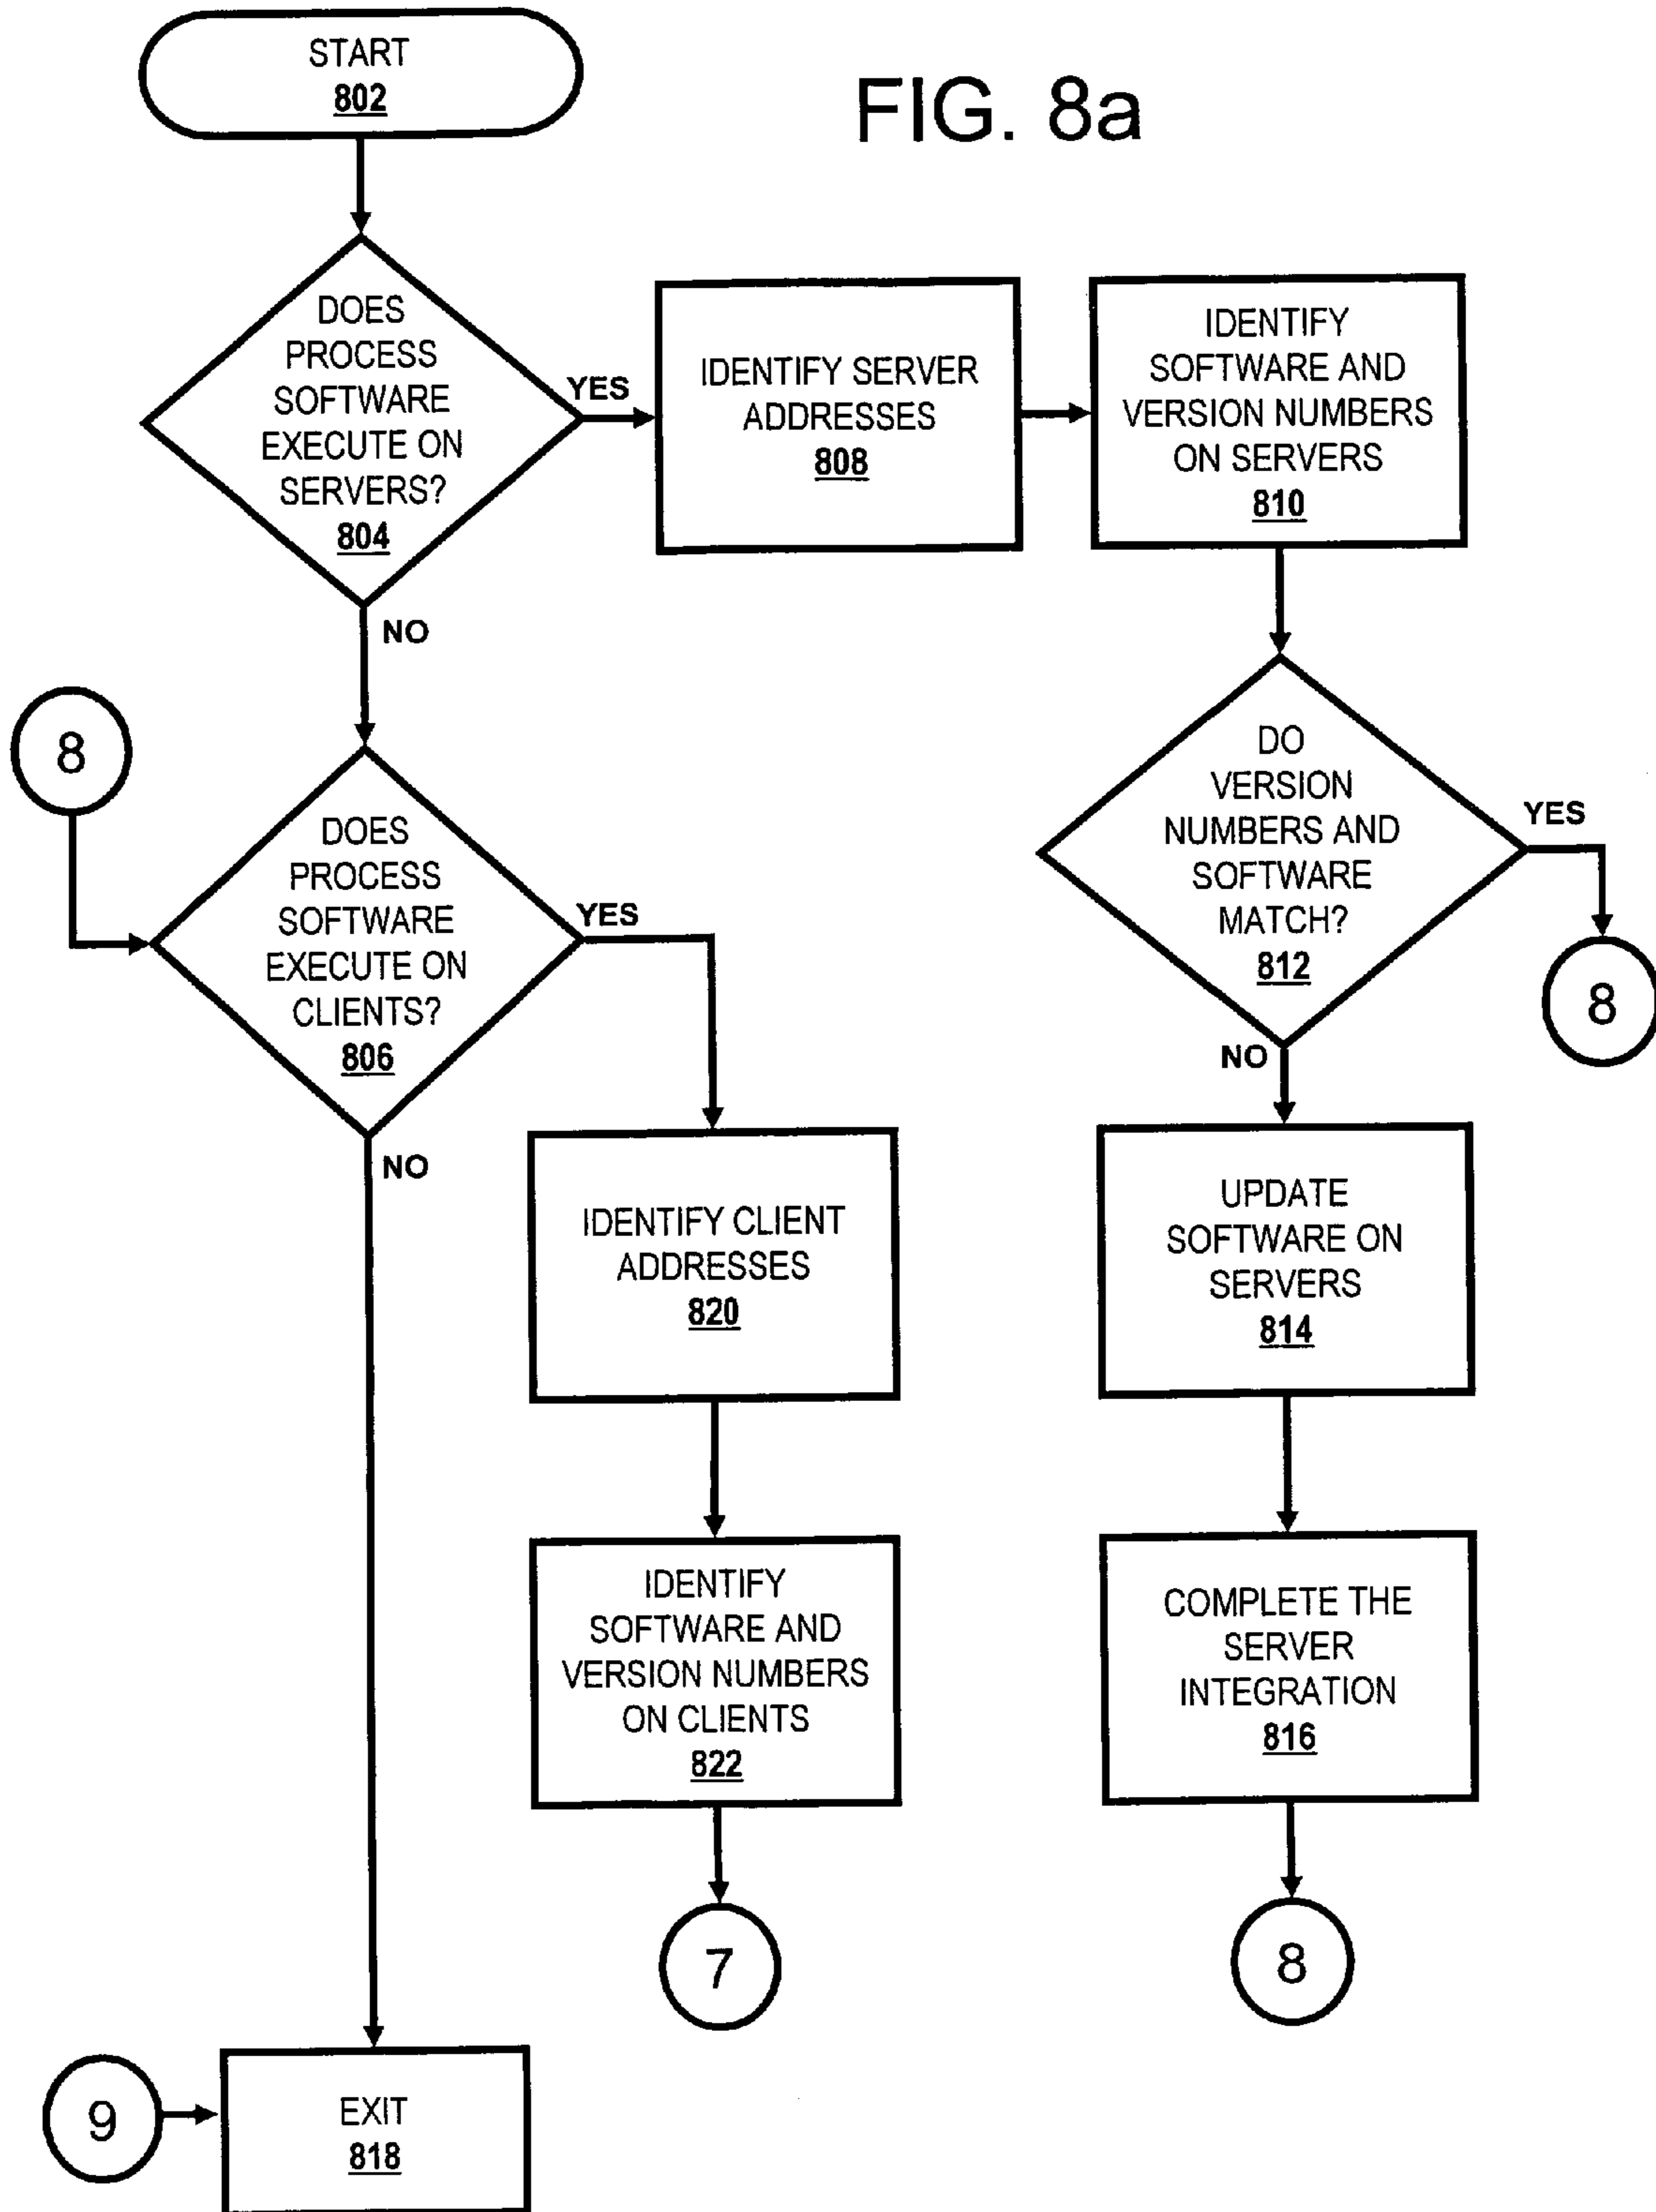 START
802
FIG. 8a
DOES
PROCESS
SOFTWARE
EXECUTE ON
SERVERS?
804
YES
IDENTIFY SERVER
ADDRESSES
808
IDENTIFY
SOFTWARE AND
VERSION NUMBERS
ON SERVERS
810
NO
8
DOES
PROCESS
SOFTWARE
EXECUTE ON
CLIENTS?
806
YES
DO
VERSION
NUMBERS AND
SOFTWARE
MATCH?
812
YES
8
NO
NO
IDENTIFY CLIENT
ADDRESSES
820
UPDATE
SOFTWARE ON
SERVERS
814
IDENTIFY
SOFTWARE AND
VERSION NUMBERS
ON CLIENTS
822
COMPLETE THE
SERVER
INTEGRATION
816
7
8
9
EXIT
818